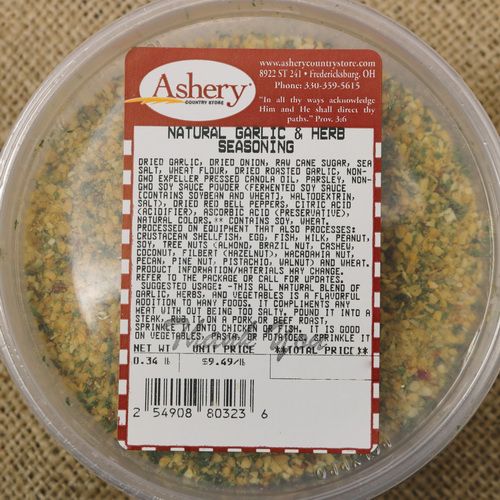 Ashery
COUNTRY STORE
www.asherycountrystore.com
8922 ST 241 • Fredericksburg, OH
Phone: 330-359-5615
"In all thy ways acknowledge
Him and He shall direct thy
paths." Prov. 3:6
NATURAL GARLIC & HERB
SEASONING
DRIED GARLIC, DRIED ONION, RAW CANE SUGAR, SEA
SALT, WHEAT FLOUR, DRIED ROASTED GARLIC, NON-
GMO EXPELLER PRESSED CANOLA OIL, PARSLEY, NON-
GMO SOY SAUCE POWDER (FERMENTED SOY SAUCE
(CONTAINS SOYBEAN AND WHEAT), MALTODEXTRIN,
SALT), DRIED RED BELL PEPPERS, CITRIC ACID
(ACIDIFIER), ASCORBIC ACID (PRESERVATIVE),
NATURAL COLORS.** CONTAINS SOY, WHEAT.
PROCESSED ON EQUIPMENT THAT ALSO PROCESSES:
CRUSTACEAN SHELLFISH, EGG, FISH, MILK, PEANUT,
SOY, TREE NUTS (ALMOND, BRAZIL NUT, CASHEW,
COCONUT, FILBERT (HAZELNUT), MACADAMIA NUT,
PECAN, PINE NUT, PISTACHIO, WALNUT) AND WHEAT.
PRODUCT INFORMATION/MATERIALS MAY CHANGE.
REFER TO THE PACKAGE OR CALL FOR UPDATES.
SUGGESTED USAGE: -THIS ALL NATURAL BLEND OF
GARLIC, HERBS, AND VEGETABLES IS A FLAVORFUL
ADDITION TO MANY FOODS. IT COMPLIMENTS ANY
MEAT WITH OUT BEING TOO SALTY. POUND IT INTO A
STEAK, RUB IT ON A PORK OR BEEF ROAST,
SPRINKLE IT ONTO CHICKEN OR FISH. IT IS GOOD
ON VEGETABLES, PASTA, OR POTATOES. SPRINKLE IT
Thank You
NET WT UNIT PRICE **TOTAL PRICE**
0.34 lb $9.49/lb
2 54908 80323 6